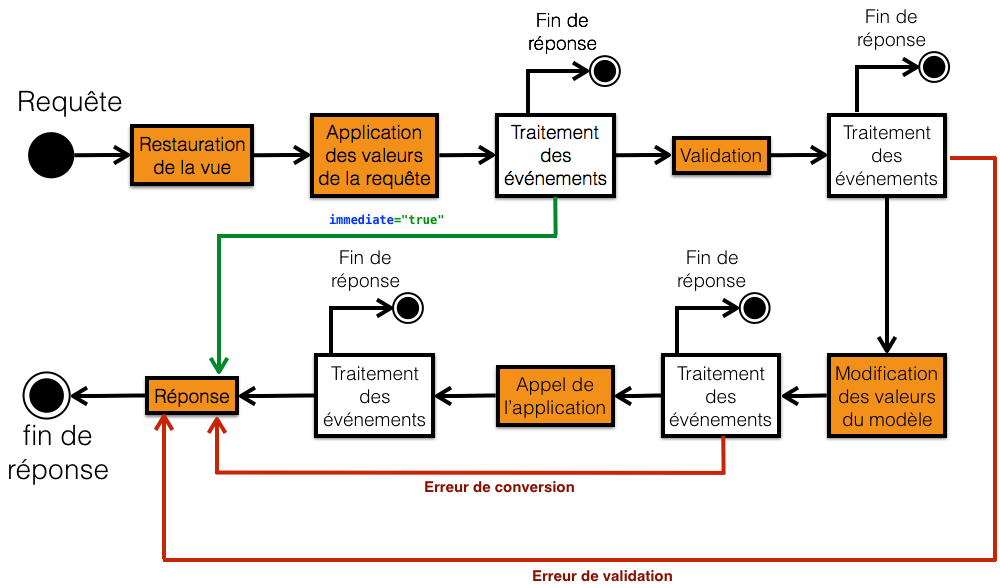 Fin de
réponse
Fin de
réponse
Requête
Restauration
de la vue
Application
des valeurs
de la requête
Traitement
des
événements
Validation
Traitement
des
événements
immediate="true"
Fin de
réponse
Fin de
réponse
Réponse
Traitement
des
événements
Appel de
l'application
Traitement
des
événements
Modification
des valeurs
du modèle
fin de
réponse
Erreur de conversion
Erreur de validation